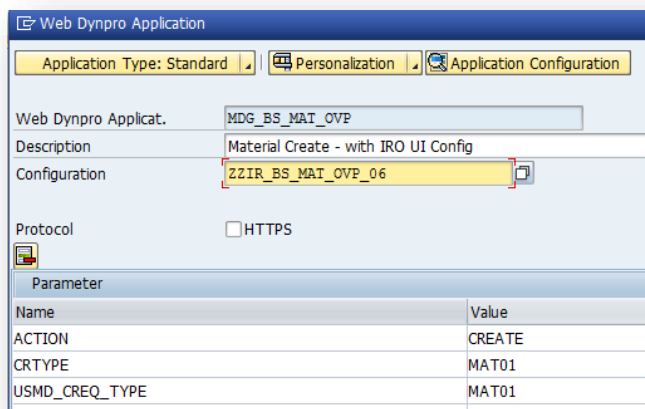 Web Dynpro Application
Application Type: Standard Personalization Application Configuration
Web Dynpro Applicat. MDG_BS_MAT_OVP
Description Material Create - with IRO UI Config
Configuration ZZIR_BS_MAT_OVP_06
Protocol HTTPS
Parameter
Name Value
ACTION CREATE
CRTYPE MAT01
USMD_CREQ_TYPE MAT01